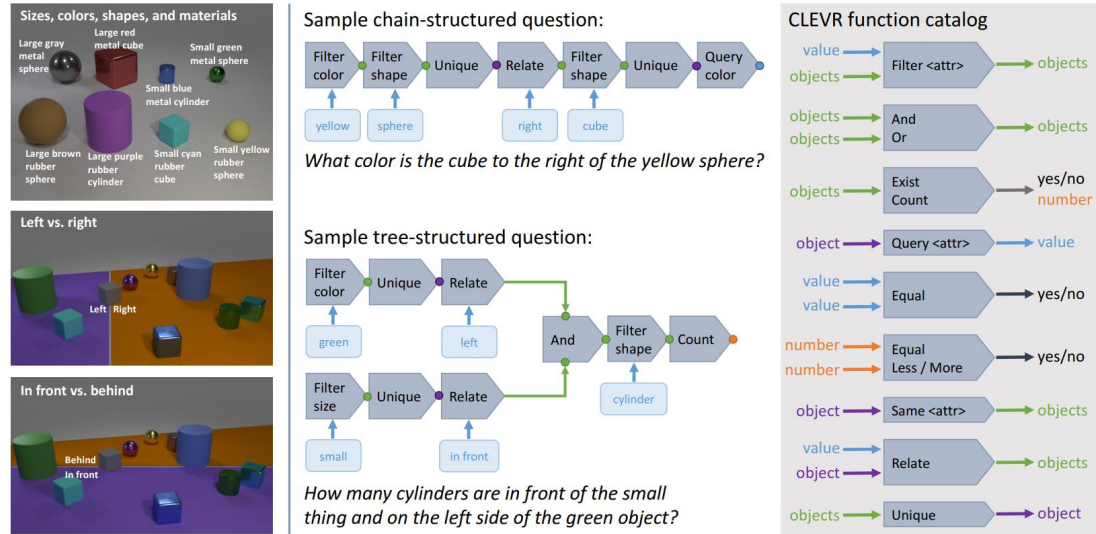 Sizes, colors, shapes, and materials
Large gray
metal
sphere
Large red
metal cube
Small green
metal sphere
Small blue
metal cylinder
Large brown
rubber
sphere
Large purple
rubber
cylinder
Small cyan
rubber
cube
Small yellow
rubber
sphere
Left vs. right
Left
Right
In front vs. behind
Behind
In front
Sample chain-structured question:
Filter
color
Filter
shape
Unique
Relate
Filter
shape
Unique
Query
color
yellow
sphere
right
cube
What color is the cube to the right of the yellow sphere?
Sample tree-structured question:
Filter
color
Unique
Relate
green
left
And
Filter
shape
Count
cylinder
Filter
size
Unique
Relate
small
in front
How many cylinders are in front of the small
thing and on the left side of the green object?
CLEVR function catalog
value
objects
Filter <attr>
objects
objects
objects
And
Or
objects
objects
Exist
Count
yes/no
number
object
Query <attr>
value
value
value
Equal
yes/no
number
number
Equal
Less / More
yes/no
object
Same <attr>
objects
value
object
Relate
objects
objects
Unique
object